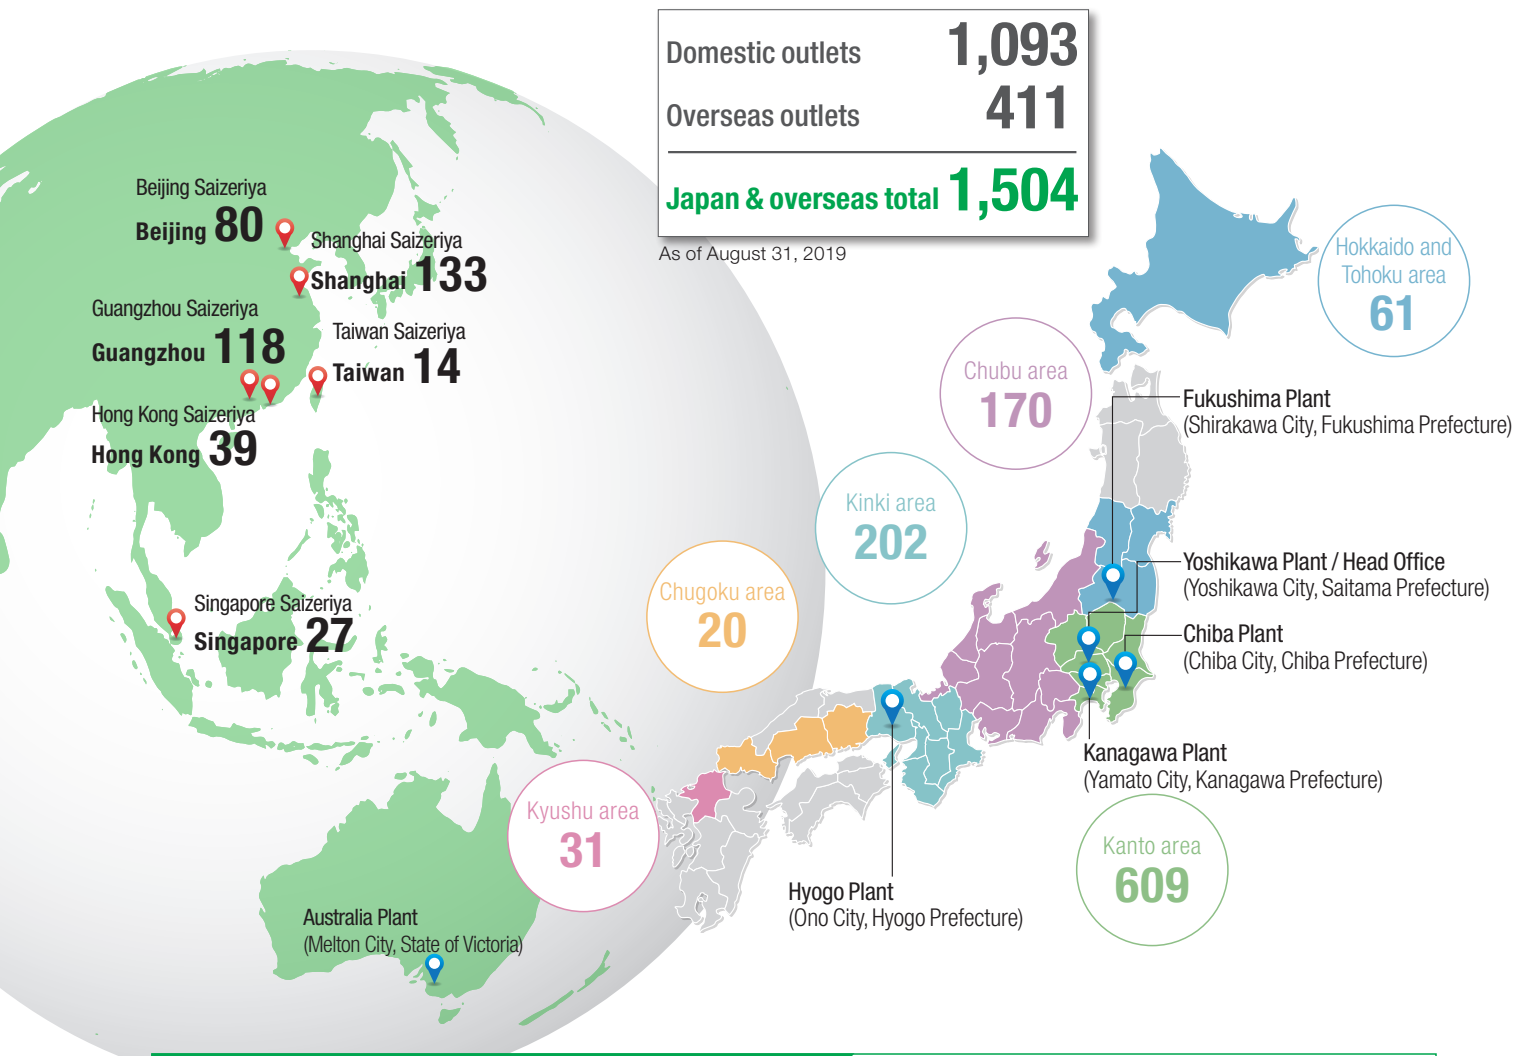 Domestic outlets 1,093
Overseas outlets 411
Japan & overseas total 1,504
As of August 31, 2019
Beijing Saizeriya
Beijing 80
Shanghai Saizeriya
Shanghai 133
Guangzhou Saizeriya
Guangzhou 118
Taiwan Saizeriya
Taiwan 14
Hong Kong Saizeriya
Hong Kong 39
Singapore Saizeriya
Singapore 27
Australia Plant
(Melton City, State of Victoria)
Hokkaido and
Tohoku area
61
Chubu area
170
Kinki area
202
Chugoku area
20
Kyushu area
31
Kanto area
609
Fukushima Plant
(Shirakawa City, Fukushima Prefecture)
Yoshikawa Plant / Head Office
(Yoshikawa City, Saitama Prefecture)
Chiba Plant
(Chiba City, Chiba Prefecture)
Kanagawa Plant
(Yamato City, Kanagawa Prefecture)
Hyogo Plant
(Ono City, Hyogo Prefecture)